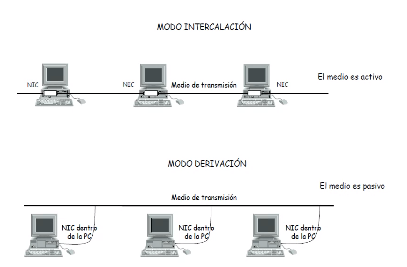 MODO INTERCALACIÓN
El medio es activo
NIC
NIC
Medio de transmisión
NIC
MODO DERIVACIÓN
El medio es pasivo
Medio de transmisión
NIC dentro
de la PC
NIC dentro
de la PC
NIC dentro
de la PC